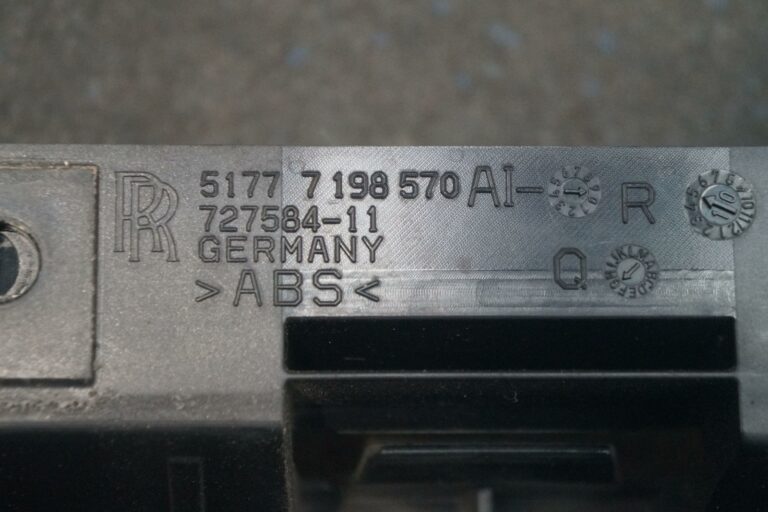 RR
5177 7 198 570 AI-
727584-11
GERMANY
>ABS<
R
Q